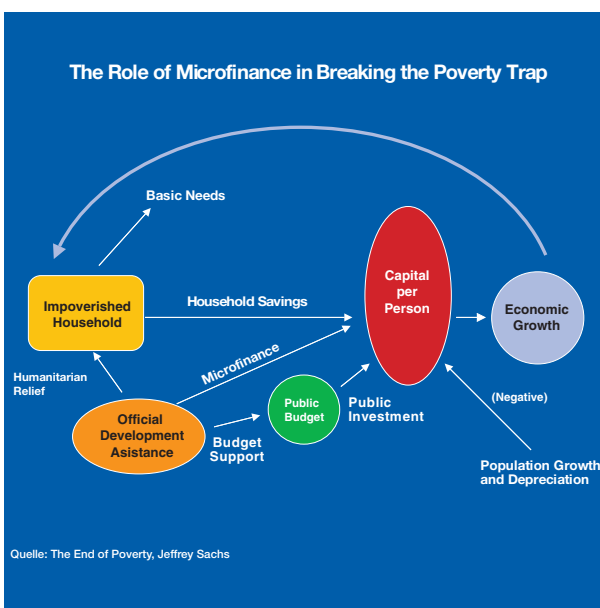 The Role of Microfinance in Breaking the Poverty Trap
Basic Needs
Impoverished
Household
Household Savings
Capital
per
Person
Economic
Growth
Microfinance
Humanitarian
Relief
Official
Development
Asistance
Budget
Support
Public
Budget
Public
Investment
(Negative)
Population Growth
and Depreciation
Quelle: The End of Poverty, Jeffrey Sachs